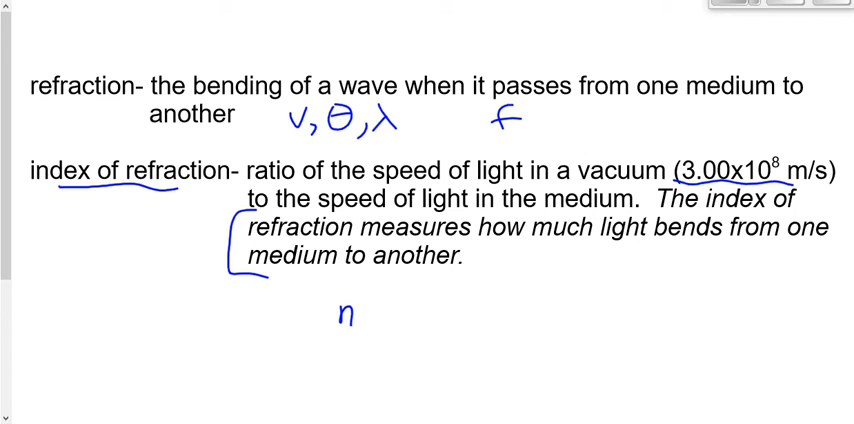 refraction- the bending of a wave when it passes from one medium to
another
v, θ, λ f
index of refraction- ratio of the speed of light in a vacuum (3.00x10⁸ m/s)
to the speed of light in the medium. The index of
refraction measures how much light bends from one
medium to another.
n